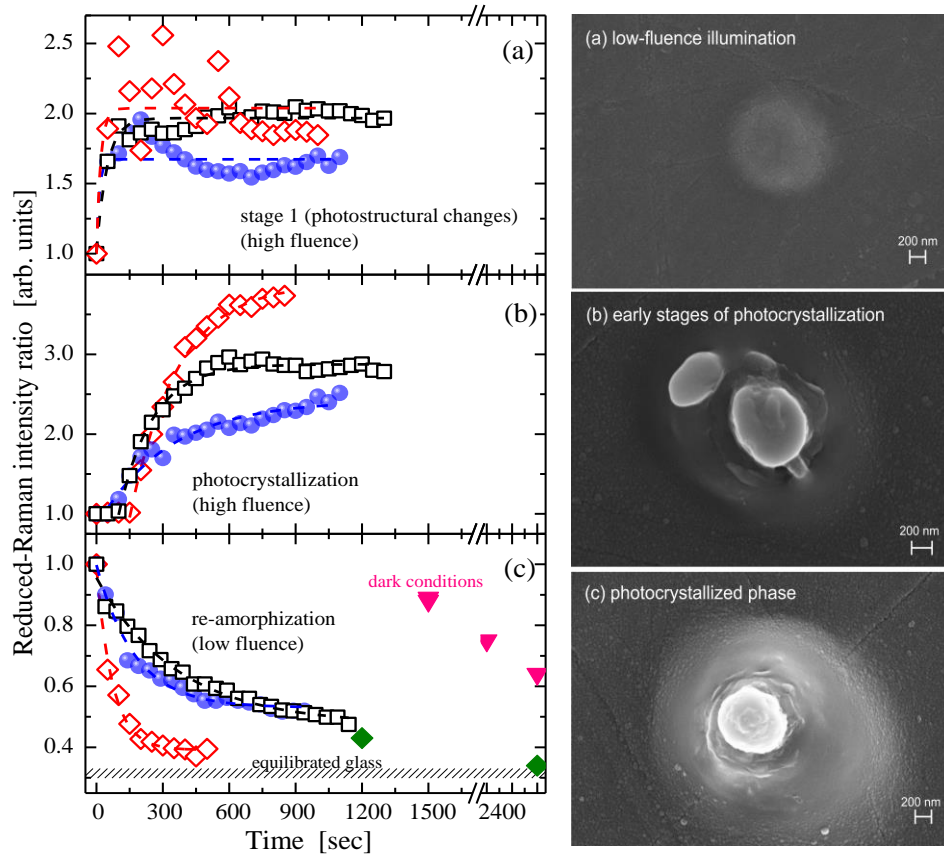 Reduced-Raman intensity ratio [arb. units]
2.5
2.0
1.5
1.0
(a)
stage 1 (photostructural changes)
(high fluence)
3.0
2.0
1.0
(b)
photocrystallization
(high fluence)
1.0
0.8
0.6
0.4
(c)
dark conditions
re-amorphization
(low fluence)
equilibrated glass
0 300 600 900 1200 1500 2400
Time [sec]
(a) low-fluence illumination
200 nm
(b) early stages of photocrystallization
200 nm
(c) photocrystallized phase
200 nm